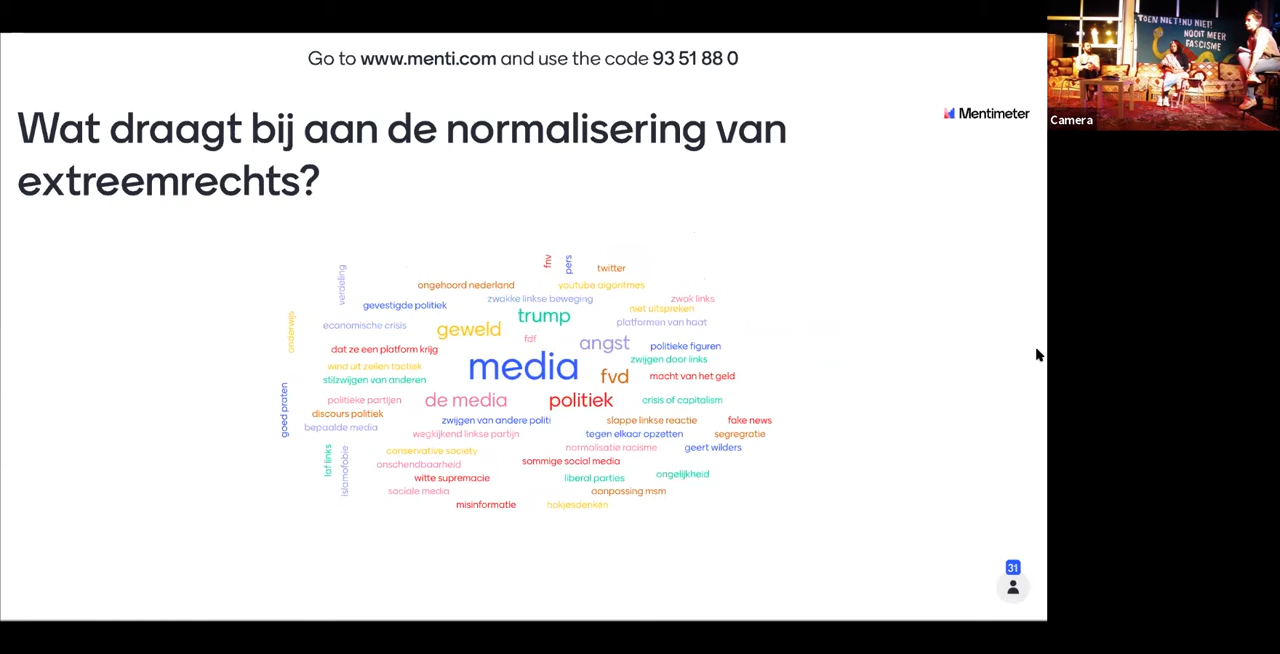 Go to www.menti.com and use the code 93 51 88 0
Wat draagt bij aan de normalisering van
extreemrechts?
Mentimeter
TOEN NIET! NU NIET!
NOOIT MEER
FASCISME
Camera
verdeling
fnv
pers
twitter
ongehoord nederland
youtube algoritmes
gevestigde politiek
zwakke linkse beweging
zwak links
niet uitspreken
onderwijs
economische crisis
geweld
trump
platformen van haat
fdf
angst
politieke figuren
dat ze een platform krijg
zwijgen door links
wind uit zeilen tactiek
media
fvd
macht van het geld
stilzwijgen van anderen
goed praten
politieke partijen
de media
politiek
crisis of capitalism
discours politiek
zwijgen van andere politi
slappe linkse reactie
fake news
bepaalde media
wegkijkend linkse partijn
tegen elkaar opzetten
segregratie
laf links
islamofobie
conservative society
normalisatie racisme
geert wilders
onschendbaarheid
sommige social media
witte supremacie
liberal parties
ongelijkheid
sociale media
aanpassing msm
misinformatie
hokjesdenken
31